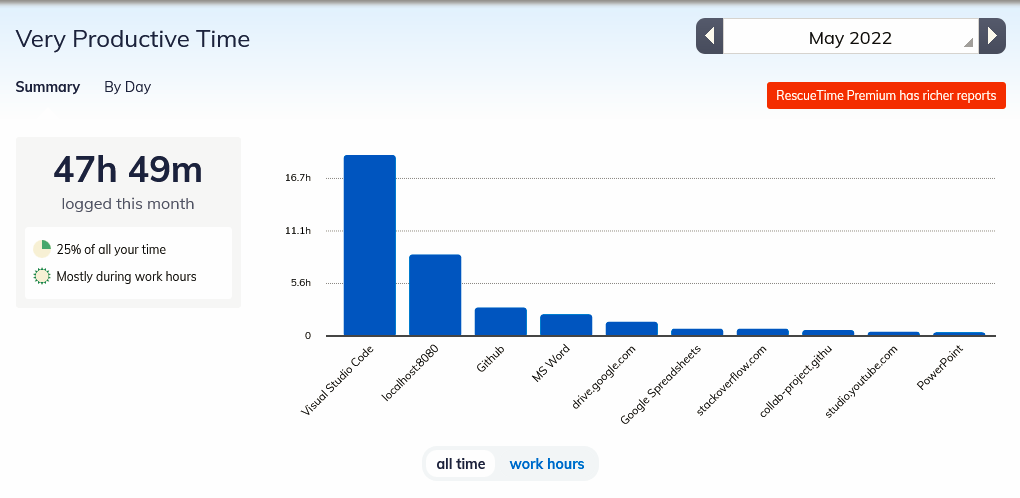 Very Productive Time
May 2022
Summary By Day
RescueTime Premium has richer reports
47h 49m
logged this month
25% of all your time
Mostly during work hours
16.7h
11.1h
5.6h
0
Visual Studio Code
localhost:8080
Github
MS Word
drive.google.com
Google Spreadsheets
stackoverflow.com
collab-project.githu
studio.youtube.com
PowerPoint
all time work hours